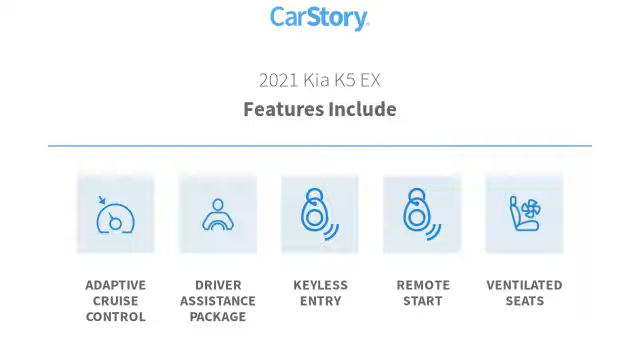 CarStory
2021 Kia K5 EX
Features Include
ADAPTIVE
CRUISE
CONTROL
DRIVER
ASSISTANCE
PACKAGE
KEYLESS
ENTRY
REMOTE
START
VENTILATED
SEATS